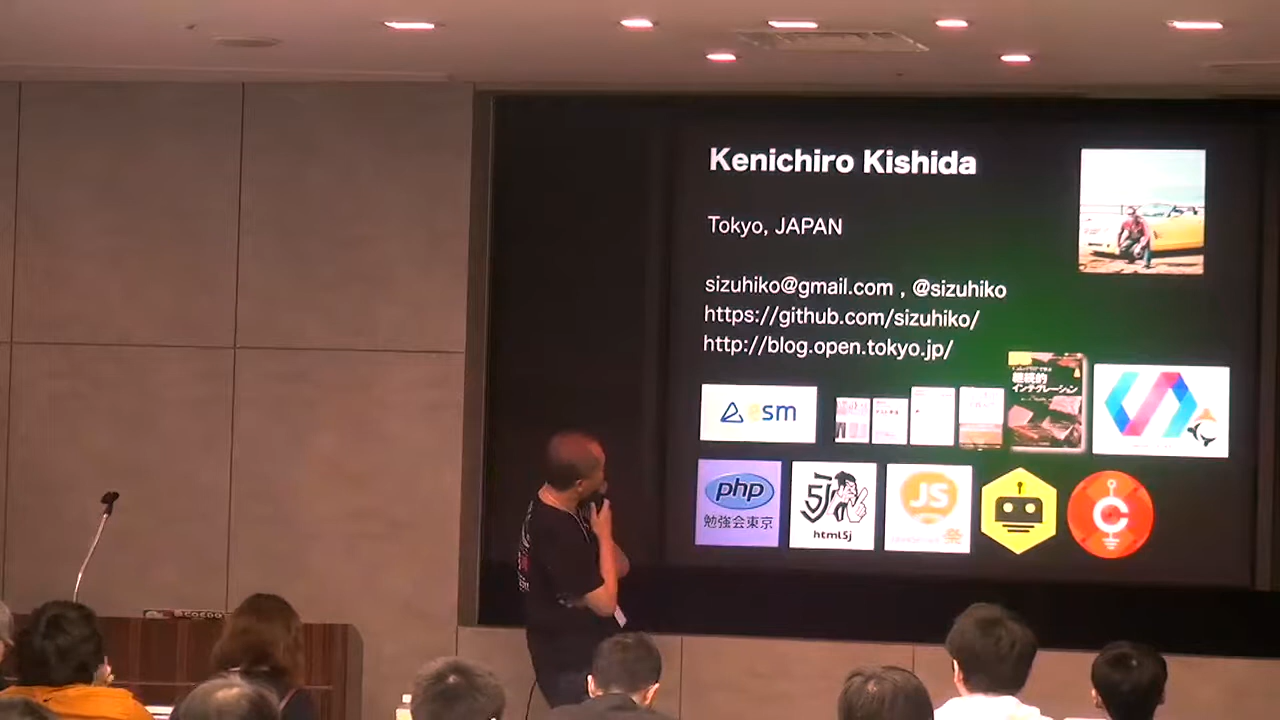 Kenichiro Kishida
Tokyo, JAPAN
sizuhiko@gmail.com , @sizuhiko
https://github.com/sizuhiko/
http://blog.open.tokyo.jp/
継続的
インテグレーション
esm
php
勉強会東京
5J
html5j
JS
C